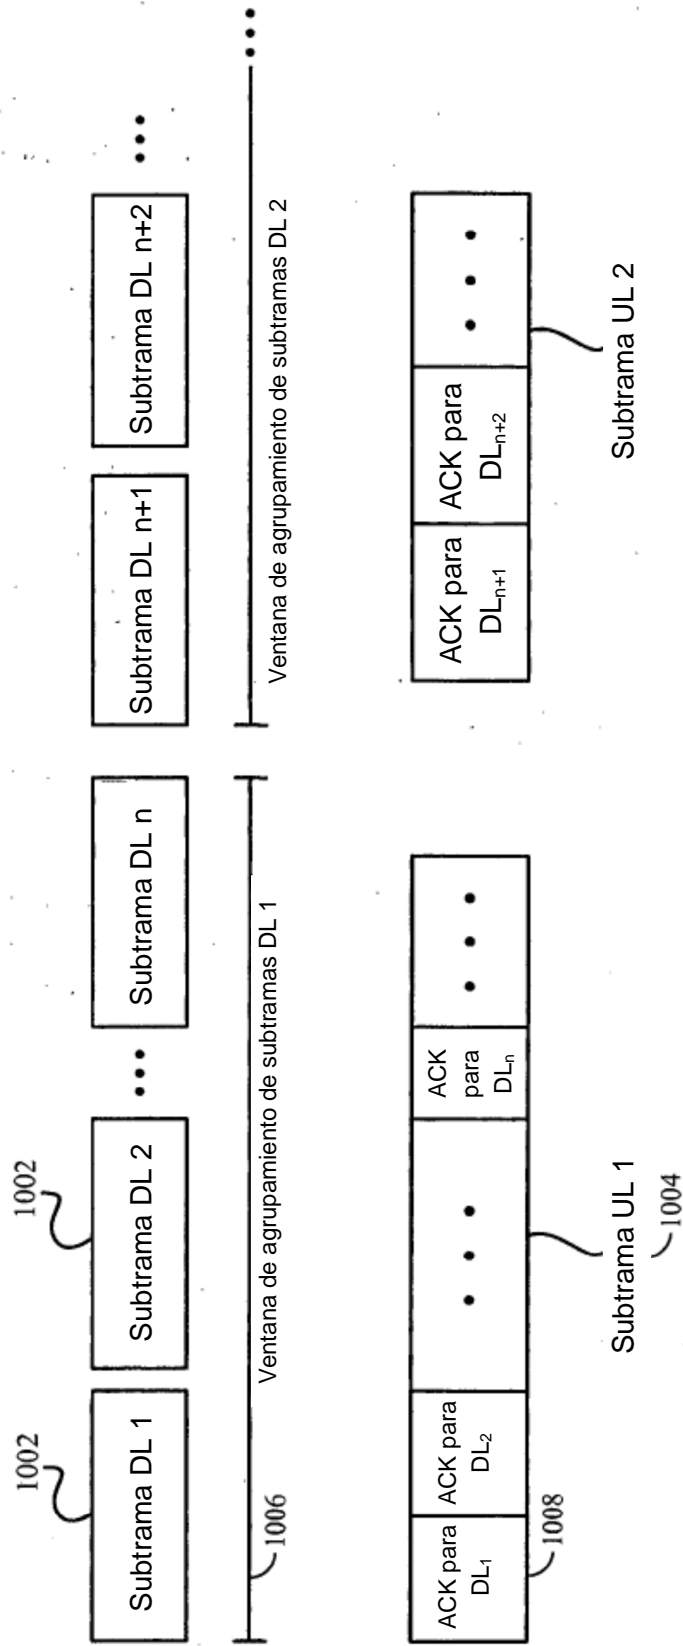 1002
1002
Subtrama DL 1
Subtrama DL 2
•••
Subtrama DL n
Subtrama DL n+1
Subtrama DL n+2
•••
1006
Ventana de agrupamiento de subtramas DL 1
Ventana de agrupamiento de subtramas DL 2
•••
ACK para
DL₁
ACK para
DL₂
•••
ACK
para
DLₙ
•••
ACK para
DLₙ₊₁
ACK para
DLₙ₊₂
•••
1008
Subtrama UL 1
1004
Subtrama UL 2